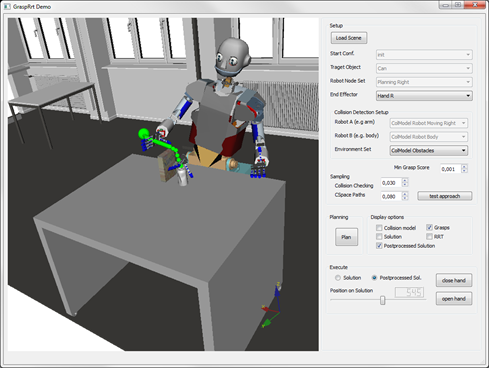 GraspRrt Demo
Setup
Load Scene
Start Conf. init
Traget Object Can
Robot Node Set Planning Right
End Effector Hand R
Collision Detection Setup
Robot A (e.g arm) ColModel Robot Moving Right
Robot B (e.g. body) ColModel Robot Body
Environment Set ColModel Obstacles
Min Grasp Score 0,001
Sampling
Collision Checking 0,030
CSpace Paths 0,080 test approach
Planning Display options
Collision model Grasps
Plan Solution RRT
Postprocessed Solution
Execute
Solution Postprocessed Sol. close hand
Position on Solution 545 open hand